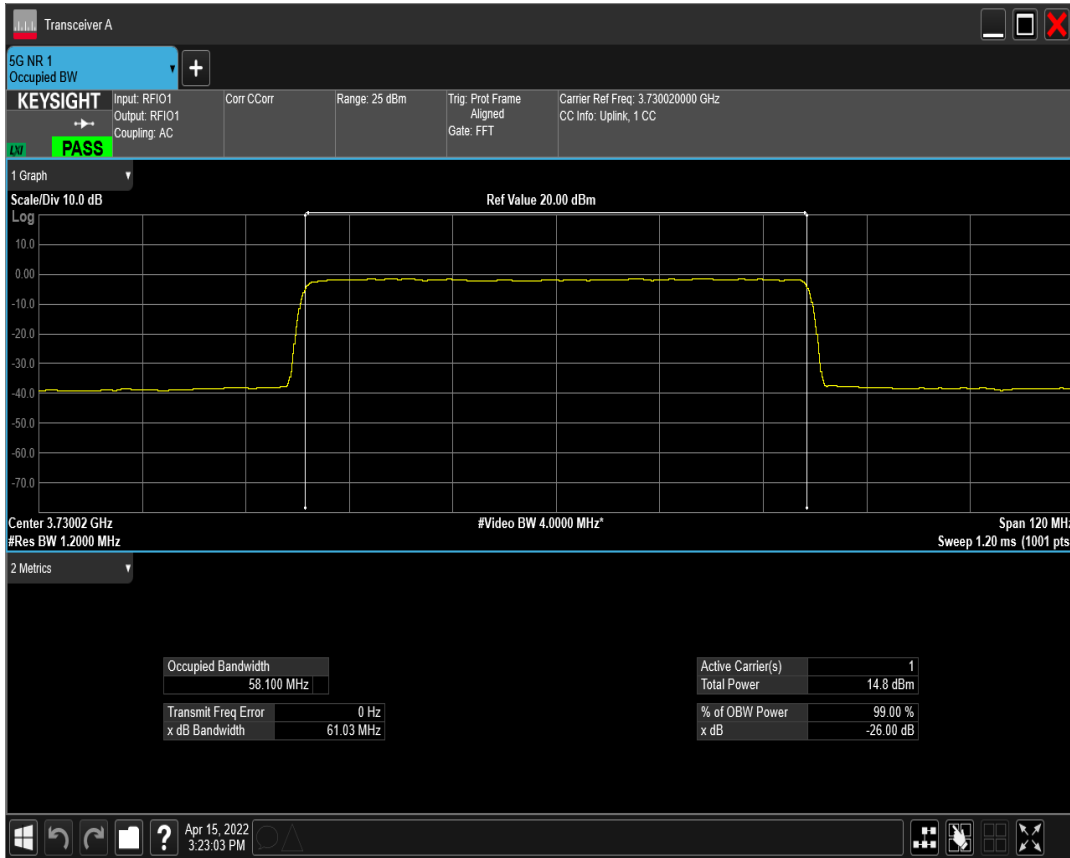 Transceiver A
5G NR 1
Occupied BW
KEYSIGHT
LXI
PASS
Input: RFIO1
Output: RFIO1
Coupling: AC
Corr CCorr
Range: 25 dBm
Trig: Prot Frame
Aligned
Gate: FFT
Carrier Ref Freq: 3.730020000 GHz
CC Info: Uplink, 1 CC
1 Graph
Scale/Div 10.0 dB
Ref Value 20.00 dBm
Log
10.0
0.00
-10.0
-20.0
-30.0
-40.0
-50.0
-60.0
-70.0
Center 3.73002 GHz
#Video BW 4.0000 MHz*
Span 120 MHz
#Res BW 1.2000 MHz
Sweep 1.20 ms (1001 pts
2 Metrics
Occupied Bandwidth
58.100 MHz
Transmit Freq Error 0 Hz
x dB Bandwidth 61.03 MHz
Active Carrier(s) 1
Total Power 14.8 dBm
% of OBW Power 99.00 %
x dB -26.00 dB
?
Apr 15, 2022
3:23:03 PM